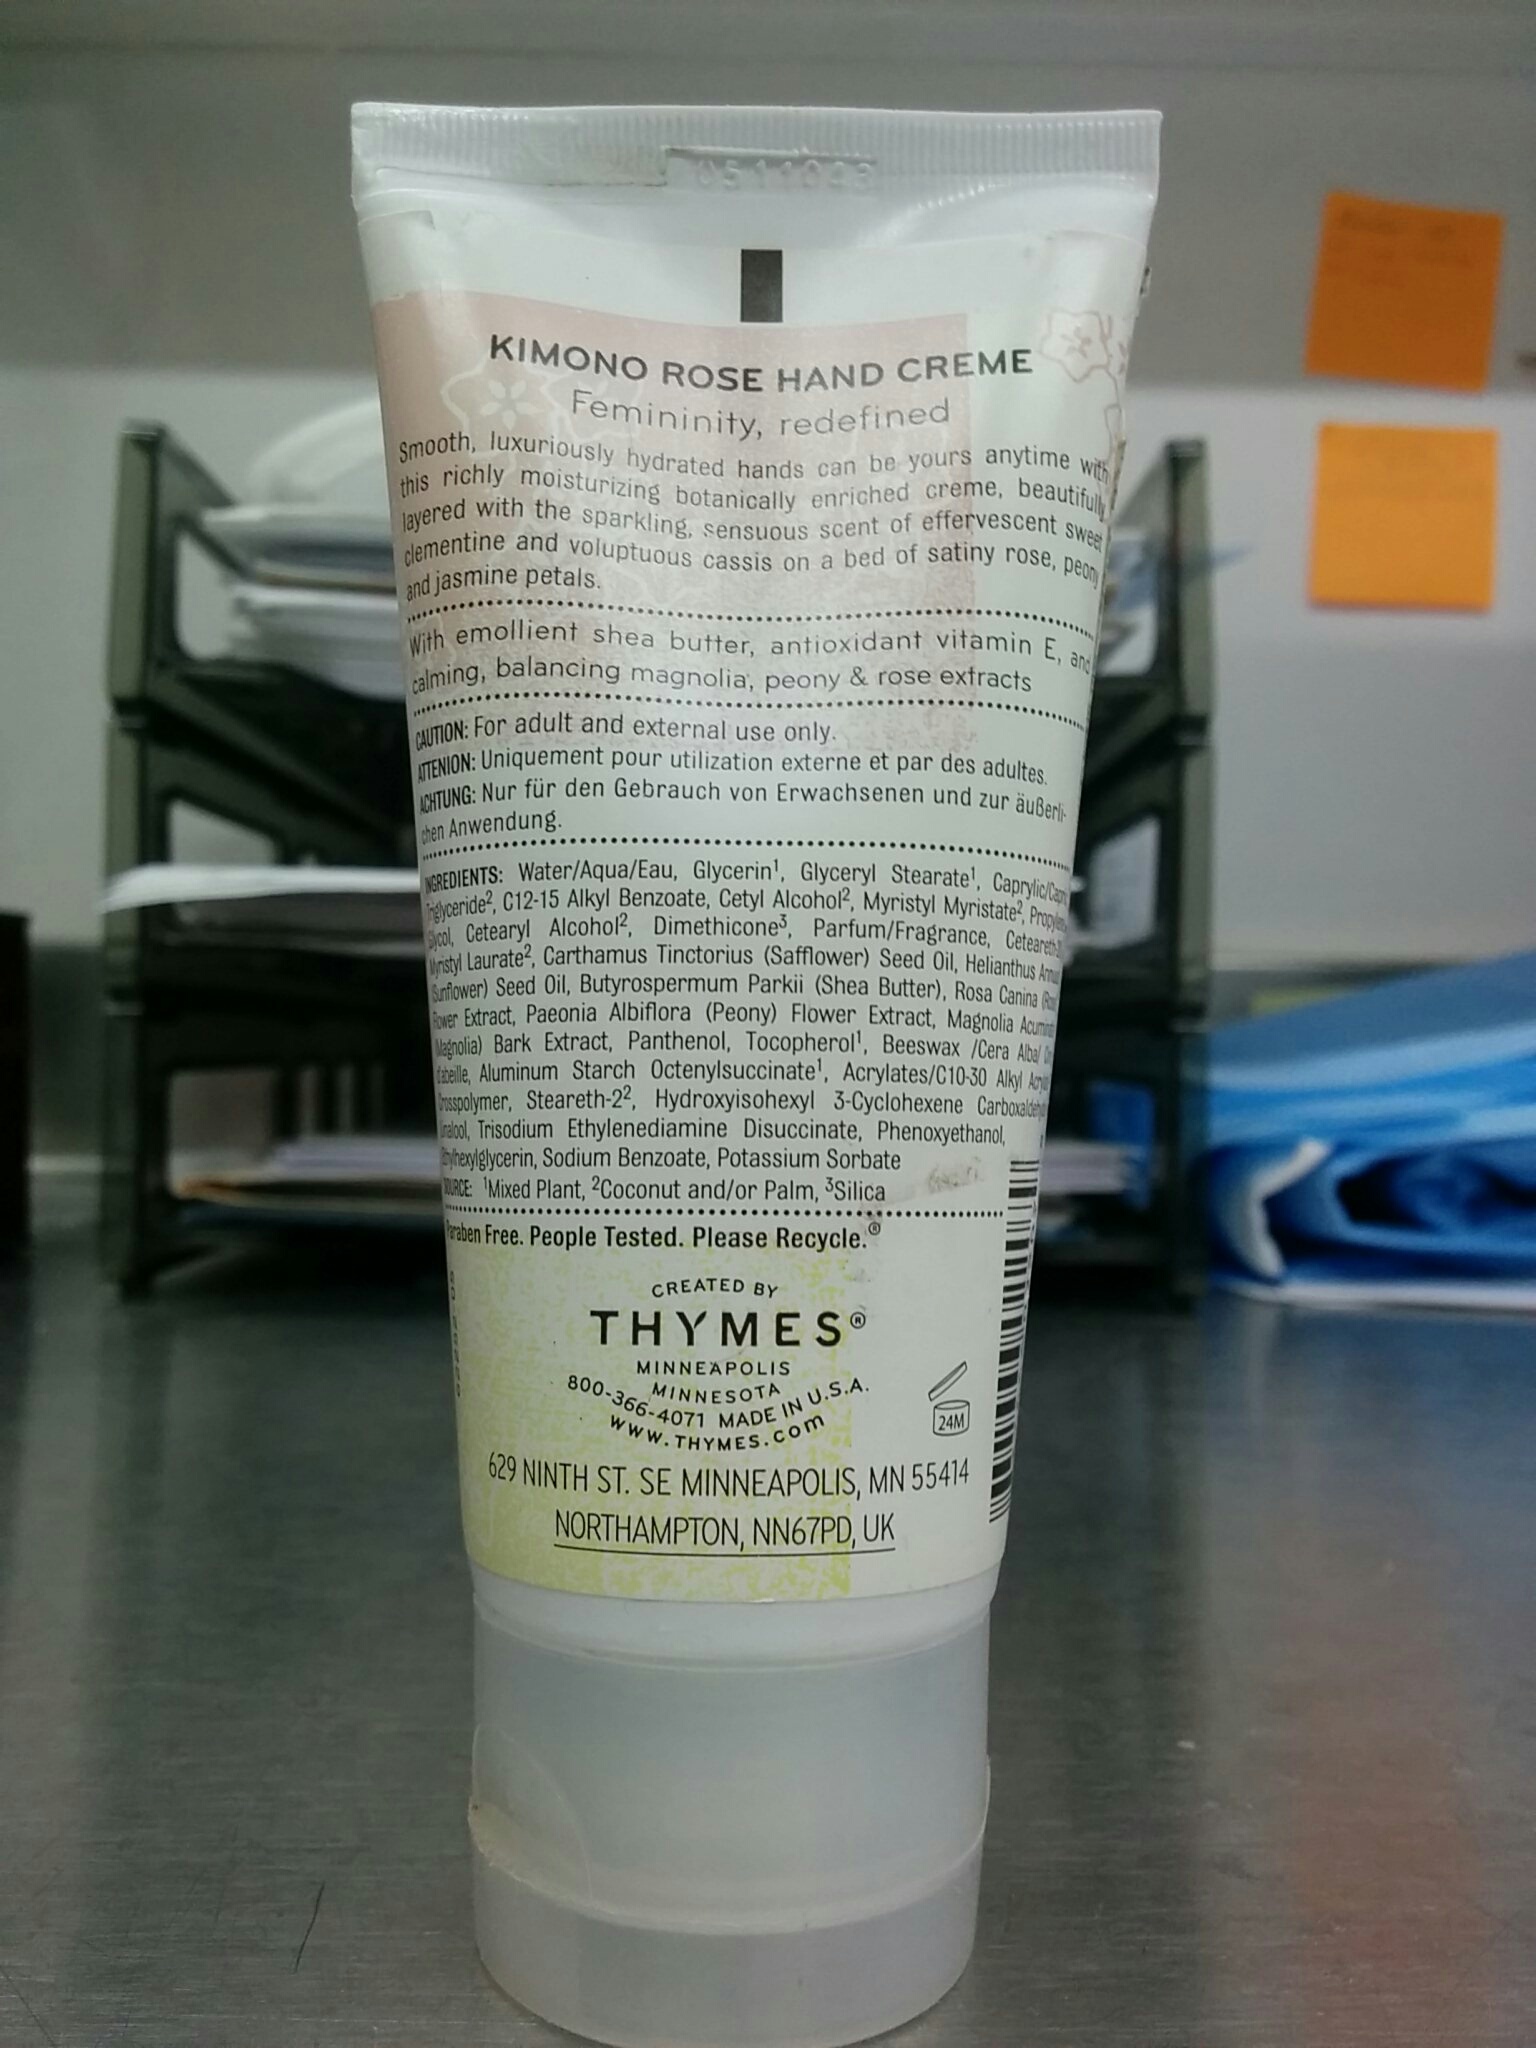 KIMONO ROSE HAND CREME
Femininity, redefined
Smooth, luxuriously hydrated hands can be yours anytime with
this richly moisturizing botanically enriched creme, beautifully
layered with the sparkling, sensuous scent of effervescent sweet
clementine and voluptuous cassis on a bed of satiny rose, peony
and jasmine petals.
With emollient shea butter, antioxidant vitamin E, and
calming, balancing magnolia, peony & rose extracts
CAUTION: For adult and external use only.
ATTENION: Uniquement pour utilization externe et par des adultes.
ACHTUNG: Nur für den Gebrauch von Erwachsenen und zur äußerli-
chen Anwendung.
INGREDIENTS: Water/Aqua/Eau, Glycerin¹, Glyceryl Stearate¹, Caprylic/Capric
Triglyceride², C12-15 Alkyl Benzoate, Cetyl Alcohol², Myristyl Myristate², Propylene
Glycol, Cetearyl Alcohol², Dimethicone³, Parfum/Fragrance,
Myristyl Laurate², Carthamus Tinctorius (Safflower) Seed Oil, Helianthus
(Sunflower) Seed Oil, Butyrospermum Parkii (Shea Butter), Rosa Canina
Flower Extract, Paeonia Albiflora (Peony) Flower Extract, Magnolia
(Magnolia) Bark Extract, Panthenol, Tocopherol¹, Beeswax /Cera Alba/
d'abeille, Aluminum Starch Octenylsuccinate¹, Acrylates/C10-30 Alkyl
Crosspolymer, Steareth-2², Hydroxyisohexyl 3-Cyclohexene
Linalool, Trisodium Ethylenediamine Disuccinate, Phenoxyethanol,
Ethylhexylglycerin, Sodium Benzoate, Potassium Sorbate
SOURCE: ¹Mixed Plant, ²Coconut and/or Palm, ³Silica
Paraben Free. People Tested. Please Recycle.®
CREATED BY
THYMES®
MINNEAPOLIS
MINNESOTA
800-366-4071 MADE IN U.S.A.
www.THYMES.com
24M
629 NINTH ST. SE MINNEAPOLIS, MN 55414
NORTHAMPTON, NN67PD, UK